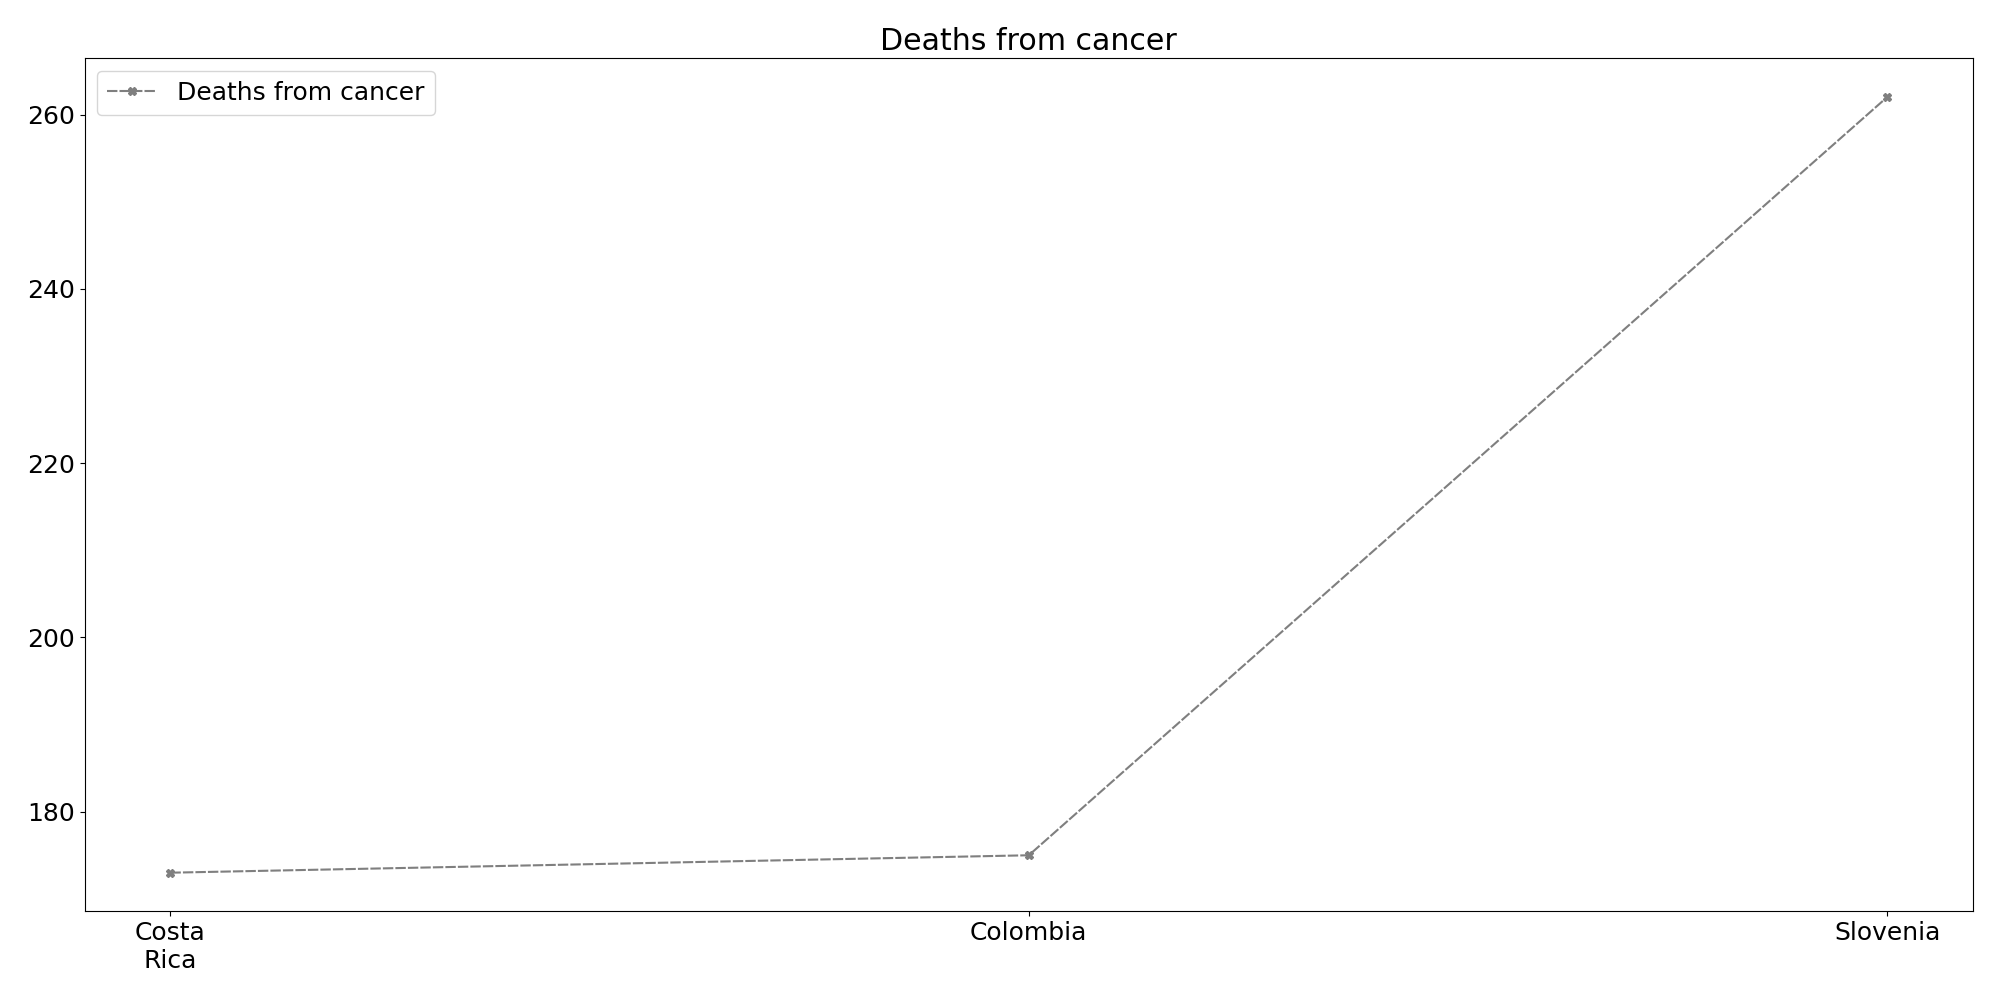 Deaths from cancer
Deaths from cancer
260
240
220
200
180
Costa
Rica
Colombia
Slovenia